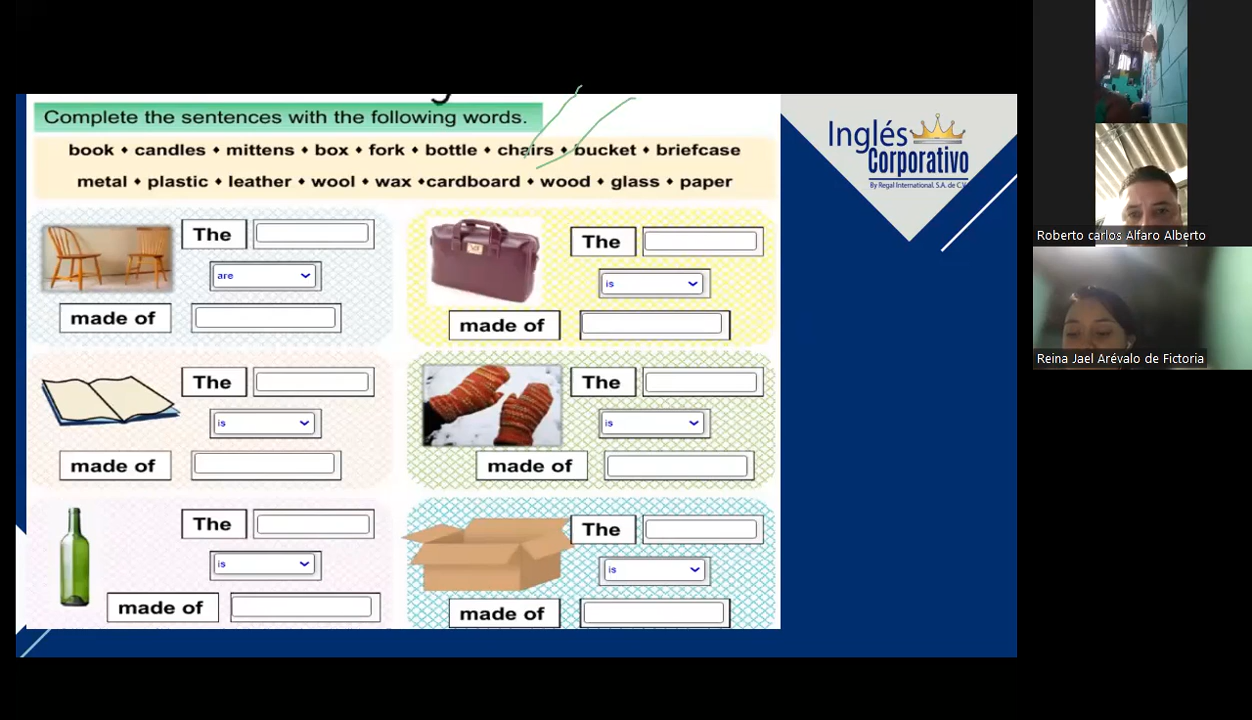 Complete the sentences with the following words.
book • candles • mittens • box • fork • bottle • chairs • bucket • briefcase
metal • plastic • leather • wool • wax •cardboard • wood • glass • paper
The
are
made of
The
is
made of
The
is
made of
The
is
made of
The
is
made of
The
is
made of
Inglés
Corporativo
By Regal International, S.A. de C.V.
Roberto carlos Alfaro Alberto
Reina Jael Arévalo de Fictoria